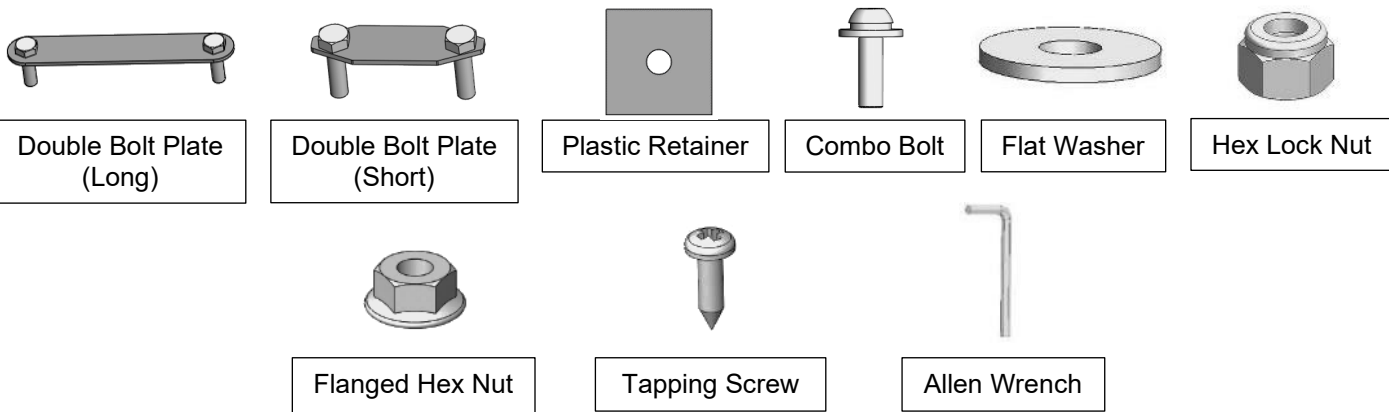 Double Bolt Plate
(Long)
Double Bolt Plate
(Short)
Plastic Retainer
Combo Bolt
Flat Washer
Hex Lock Nut
Flanged Hex Nut
Tapping Screw
Allen Wrench